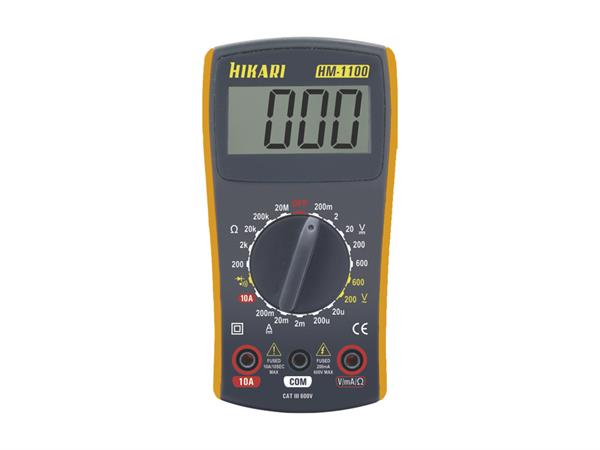 HIKARI HM-1100
000
OFF
20M 200m
200k 2
Ω 20k 20 V
2k 200
200 600
600
10A 200 V
200m 20u
20m 200u
2m
A CE
FUSED 10A/10SEC MAX
FUSED 200mA 600V MAX
10A COM V/mA/Ω
CAT III 600V